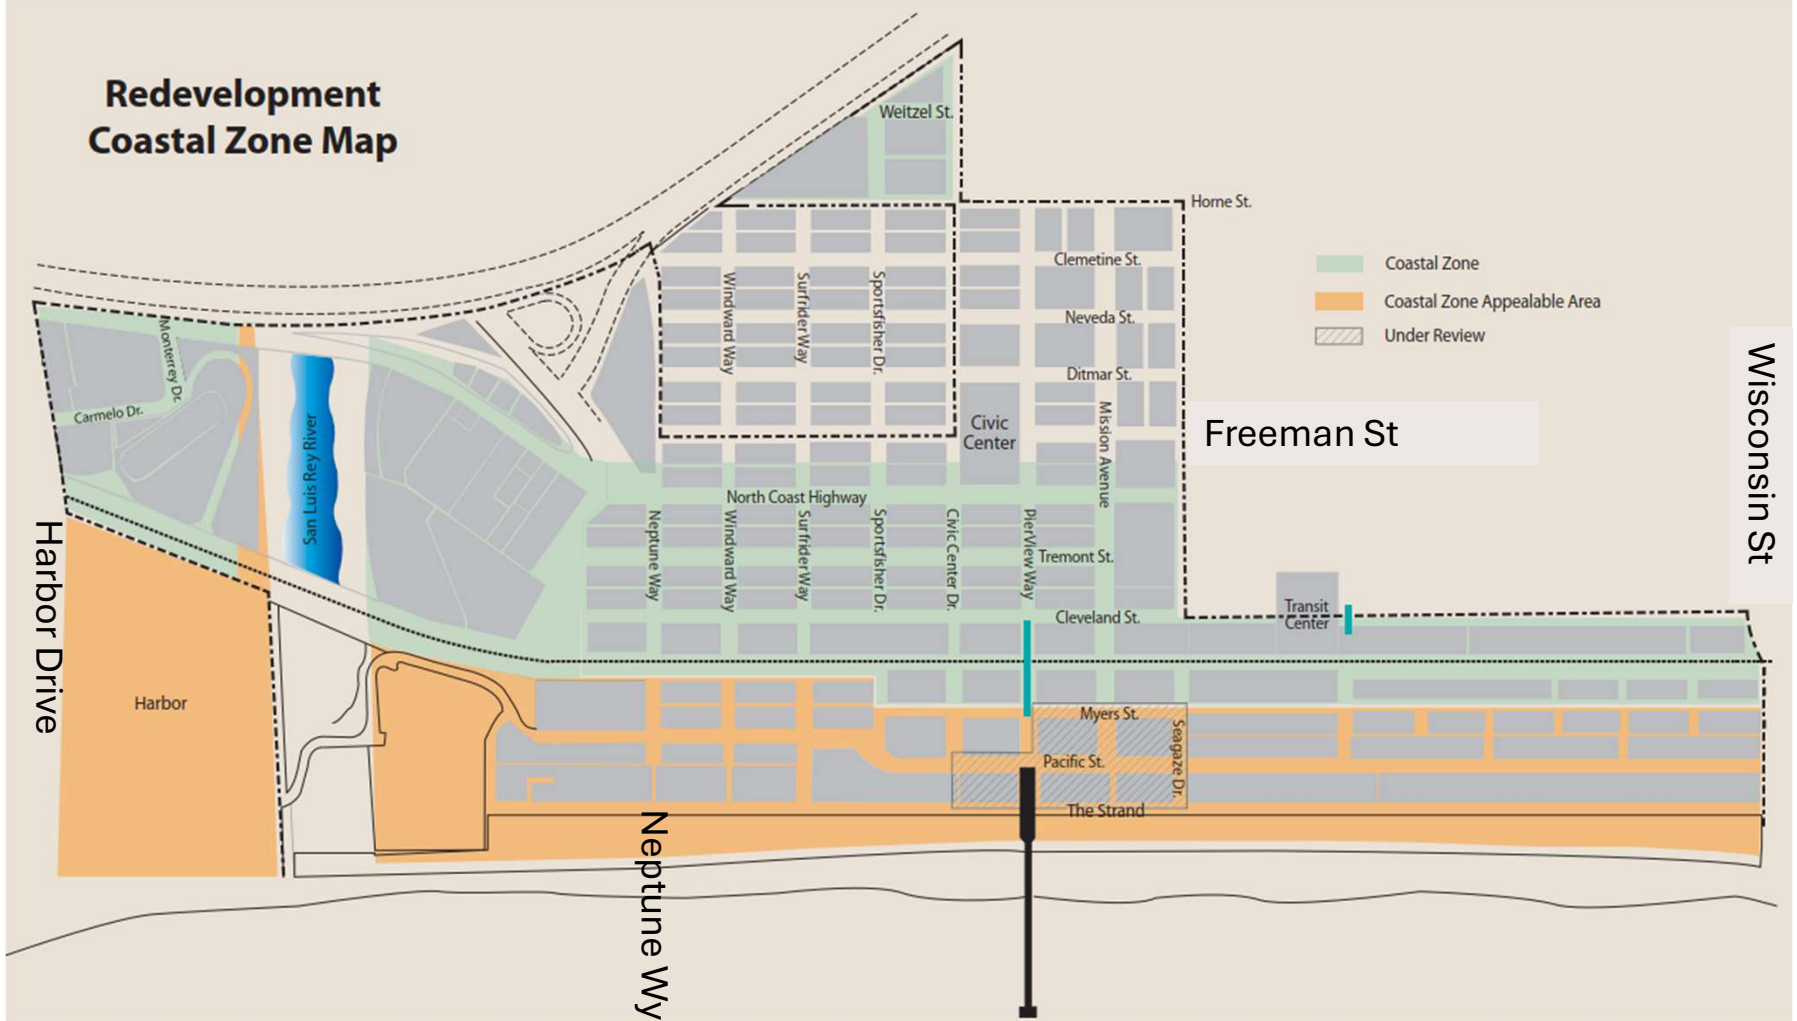 Redevelopment
Coastal Zone Map
Weitzel St.
Horne St.
Clemetine St.
Neveda St.
Ditmar St.
Coastal Zone
Coastal Zone Appealable Area
Under Review
Windward Way
Surfrider Way
Sportsfisher Dr.
Monterrey Dr.
Carmelo Dr.
San Luis Rey River
Civic
Center
Mission Avenue
Freeman St
Wisconsin St
North Coast Highway
Neptune Way
Windward Way
Surfrider Way
Sportsfisher Dr.
Civic Center Dr.
PierView Way
Tremont St.
Cleveland St.
Transit
Center
Harbor Drive
Harbor
Myers St.
Seagaze Dr.
Pacific St.
The Strand
Neptune Wy